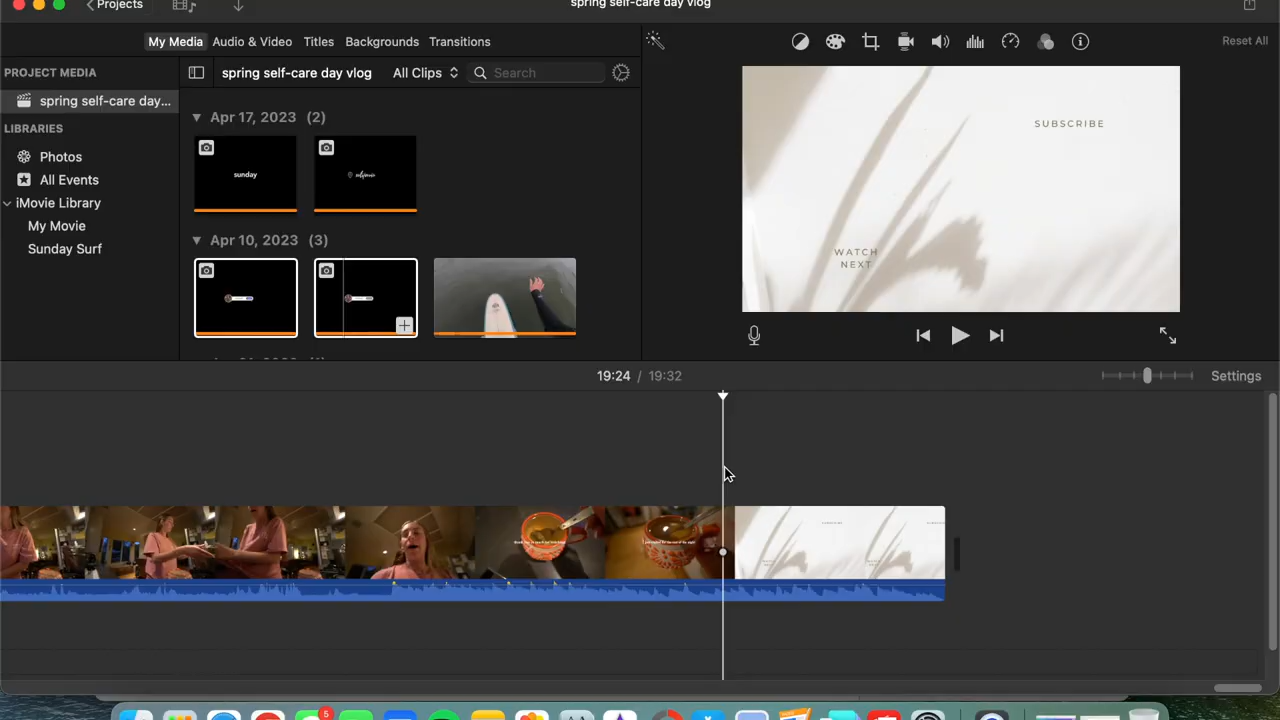 Projects
spring self-care day vlog
My Media
Audio & Video
Titles
Backgrounds
Transitions
Reset All
PROJECT MEDIA
spring self-care day...
LIBRARIES
Photos
All Events
iMovie Library
My Movie
Sunday Surf
spring self-care day vlog
All Clips
Search
Apr 17, 2023 (2)
sunday
Apr 10, 2023 (3)
SUBSCRIBE
WATCH
NEXT
19:24 / 19:32
Settings
5